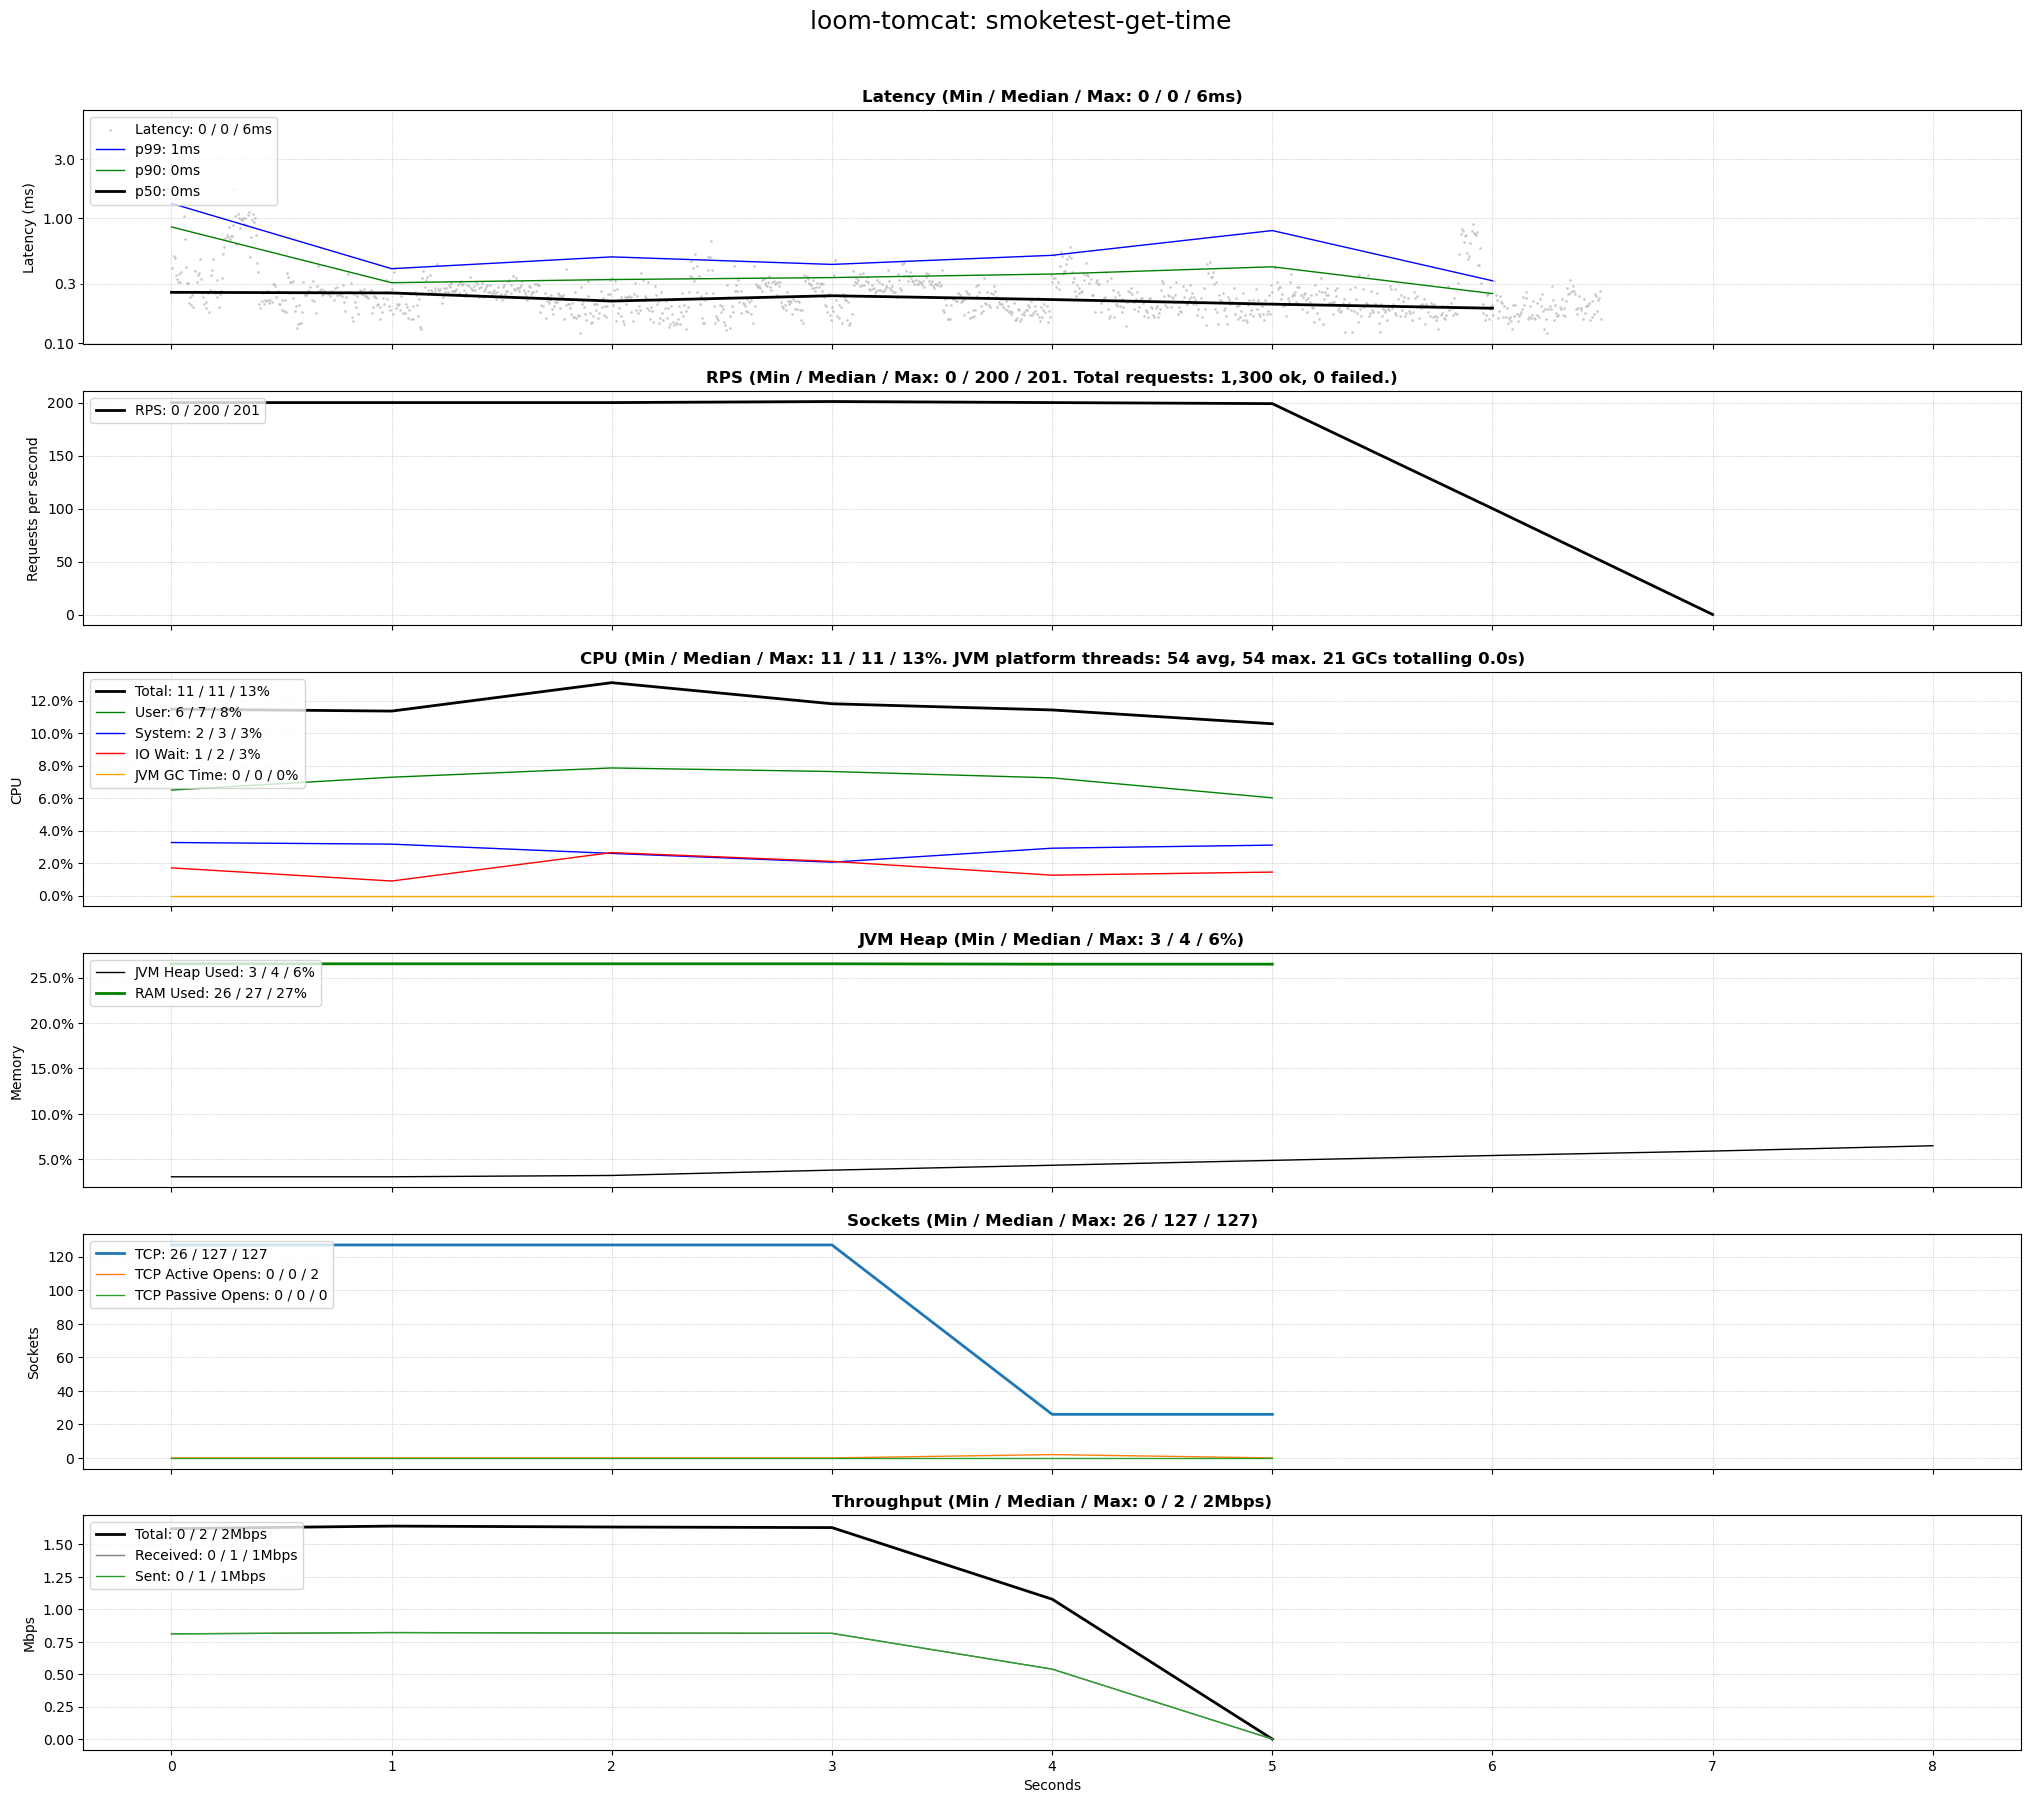 loom-tomcat: smoketest-get-time
Latency (Min / Median / Max: 0 / 0 / 6ms)
Latency: 0 / 0 / 6ms
p99: 1ms
p90: 0ms
p50: 0ms
Latency (ms)
3.0
1.00
0.3
0.10
RPS (Min / Median / Max: 0 / 200 / 201. Total requests: 1,300 ok, 0 failed.)
RPS: 0 / 200 / 201
Requests per second
200
150
100
50
0
CPU (Min / Median / Max: 11 / 11 / 13%. JVM platform threads: 54 avg, 54 max. 21 GCs totalling 0.0s)
Total: 11 / 11 / 13%
User: 6 / 7 / 8%
System: 2 / 3 / 3%
IO Wait: 1 / 2 / 3%
JVM GC Time: 0 / 0 / 0%
CPU
12.0%
10.0%
8.0%
6.0%
4.0%
2.0%
0.0%
JVM Heap (Min / Median / Max: 3 / 4 / 6%)
JVM Heap Used: 3 / 4 / 6%
RAM Used: 26 / 27 / 27%
Memory
25.0%
20.0%
15.0%
10.0%
5.0%
Sockets (Min / Median / Max: 26 / 127 / 127)
TCP: 26 / 127 / 127
TCP Active Opens: 0 / 0 / 2
TCP Passive Opens: 0 / 0 / 0
Sockets
120
100
80
60
40
20
0
Throughput (Min / Median / Max: 0 / 2 / 2Mbps)
Total: 0 / 2 / 2Mbps
Received: 0 / 1 / 1Mbps
Sent: 0 / 1 / 1Mbps
Mbps
1.50
1.25
1.00
0.75
0.50
0.25
0.00
0 1 2 3 4 5 6 7 8
Seconds